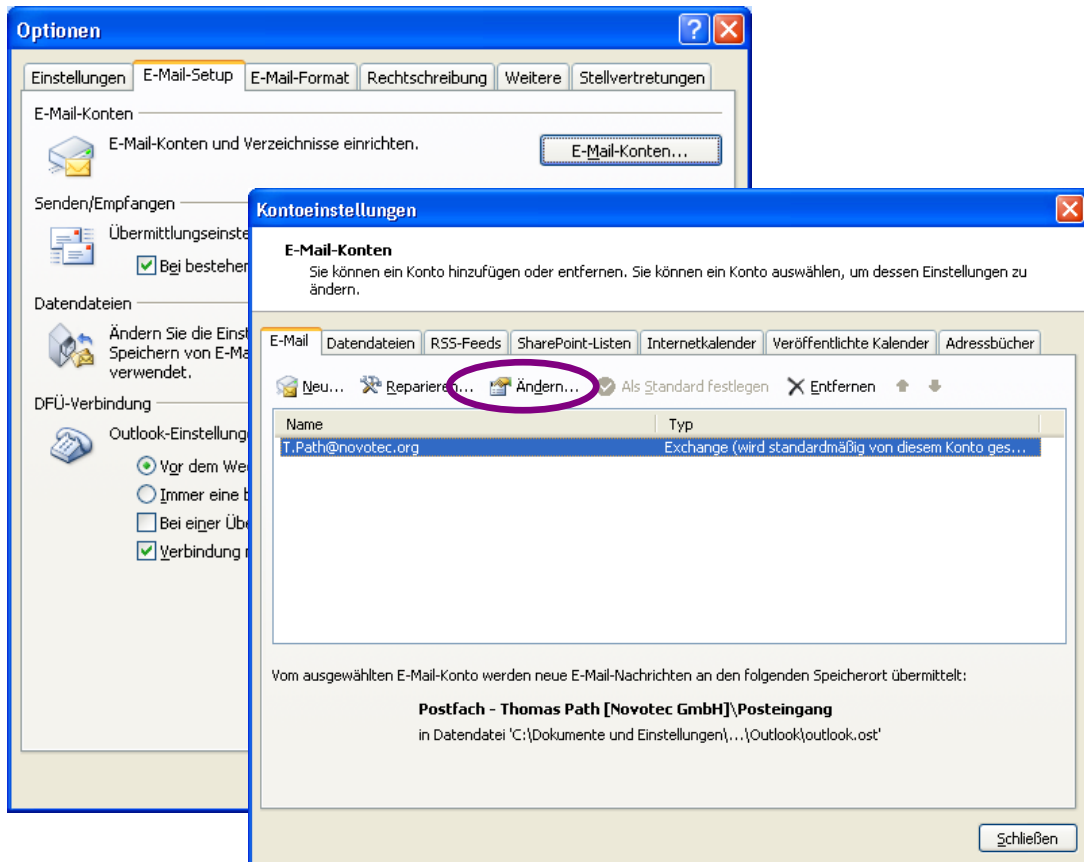 Optionen
Einstellungen E-Mail-Setup E-Mail-Format Rechtschreibung Weitere Stellvertretungen
E-Mail-Konten
E-Mail-Konten und Verzeichnisse einrichten.
E-Mail-Konten...
Senden/Empfangen
Übermittlungseinste
Bei bestehen
Datendateien
Ändern Sie die Einst
Speichern von E-Ma
verwendet.
DFÜ-Verbindung
Outlook-Einstellung
Vor dem We
Immer eine b
Bei einer Übe
Verbindung n
Kontoeinstellungen
E-Mail-Konten
Sie können ein Konto hinzufügen oder entfernen. Sie können ein Konto auswählen, um dessen Einstellungen zu
ändern.
E-Mail Datendateien RSS-Feeds SharePoint-Listen Internetkalender Veröffentlichte Kalender Adressbücher
Neu... Reparieren... Ändern... Als Standard festlegen Entfernen
Name Typ
T.Path@novotec.org Exchange (wird standardmäßig von diesem Konto ges...
Vom ausgewählten E-Mail-Konto werden neue E-Mail-Nachrichten an den folgenden Speicherort übermittelt:
Postfach - Thomas Path [Novotec GmbH]\Posteingang
in Datendatei 'C:\Dokumente und Einstellungen\...\Outlook\outlook.ost'
Schließen